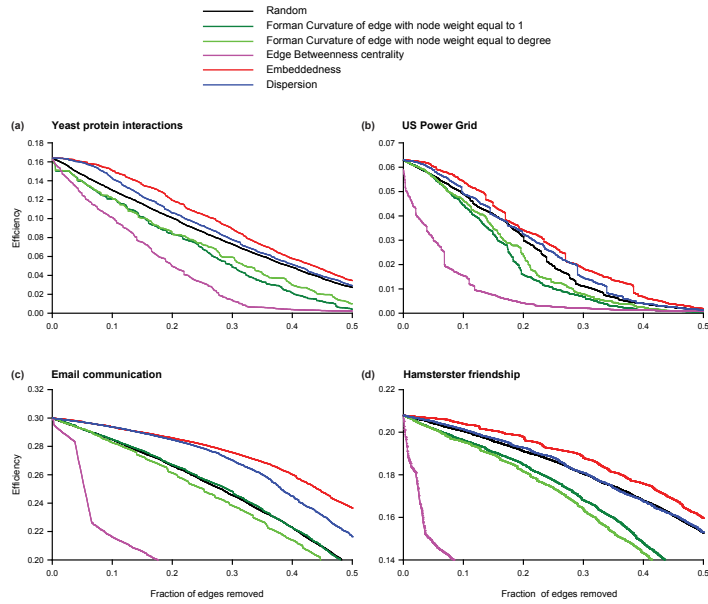 Random
Forman Curvature of edge with node weight equal to 1
Forman Curvature of edge with node weight equal to degree
Edge Betweenness centrality
Embeddedness
Dispersion
(a) Yeast protein interactions
0.18
0.16
0.14
0.12
0.10
0.08
0.06
0.04
0.02
0.00
Efficiency
0.0 0.1 0.2 0.3 0.4 0.5
(b) US Power Grid
0.07
0.06
0.05
0.04
0.03
0.02
0.01
0.00
0.0 0.1 0.2 0.3 0.4 0.5
(c) Email communication
0.30
0.28
0.26
0.24
0.22
0.20
Efficiency
0.0 0.1 0.2 0.3 0.4 0.5
Fraction of edges removed
(d) Hamsterster friendship
0.22
0.20
0.18
0.16
0.14
0.0 0.1 0.2 0.3 0.4 0.5
Fraction of edges removed